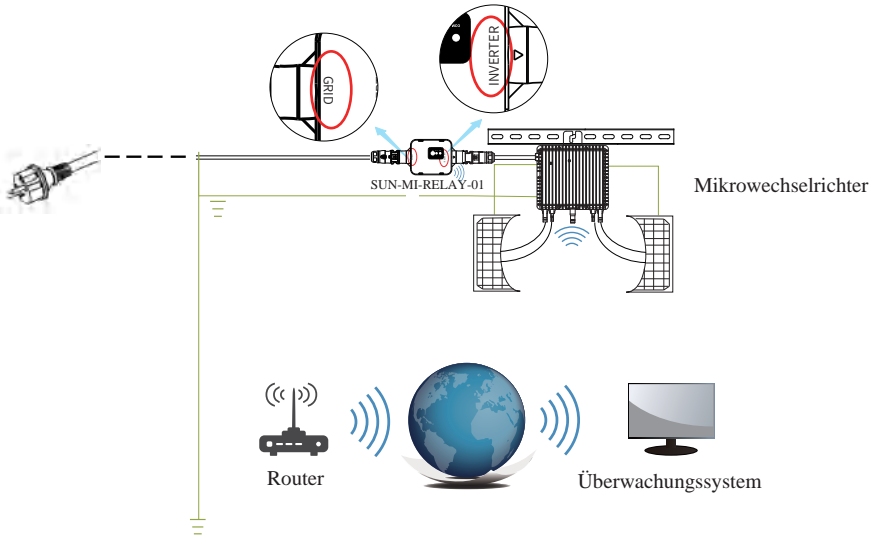 GRID
INVERTER
SUN-MI-RELAY-01
Mikrowechselrichter
Router
Überwachungssystem